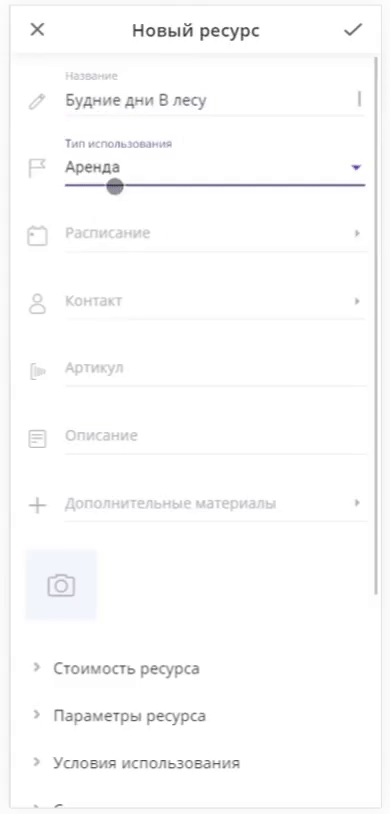 Новый ресурс
Название
Будние дни В лесу
Тип использования
Аренда
Расписание
Контакт
Артикул
Описание
Дополнительные материалы
Стоимость ресурса
Параметры ресурса
Условия использования